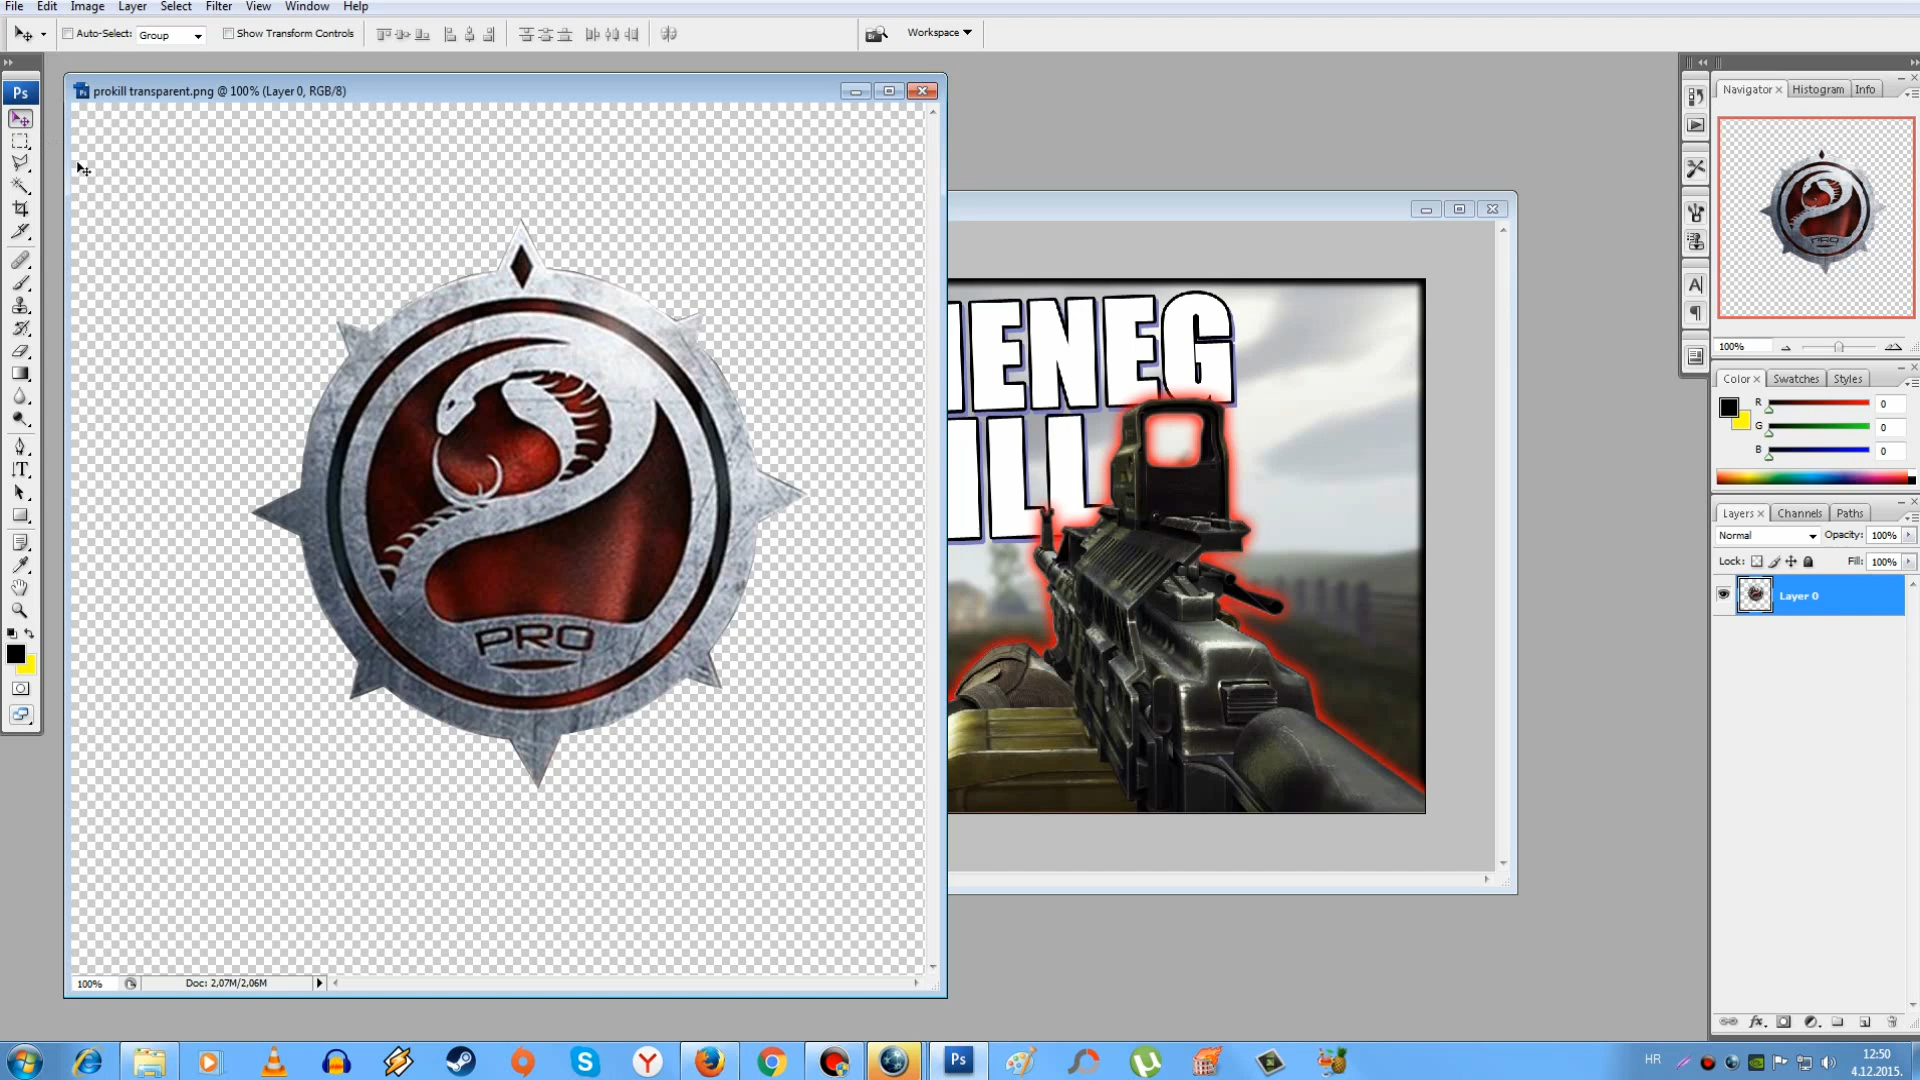 File Edit Image Layer Select Filter View Window Help
Auto-Select: Group Show Transform Controls Workspace
Ps
prokill transparent.png @ 100% (Layer 0, RGB/8)
Navigator Histogram Info
PRO
ENEG
ILL
100%
Color Swatches Styles
R 0
G 0
B 0
Layers Channels Paths
Normal Opacity: 100%
Lock: Fill: 100%
Layer 0
100% Doc: 2,07M/2,06M
HR 12:50
4.12.2015.